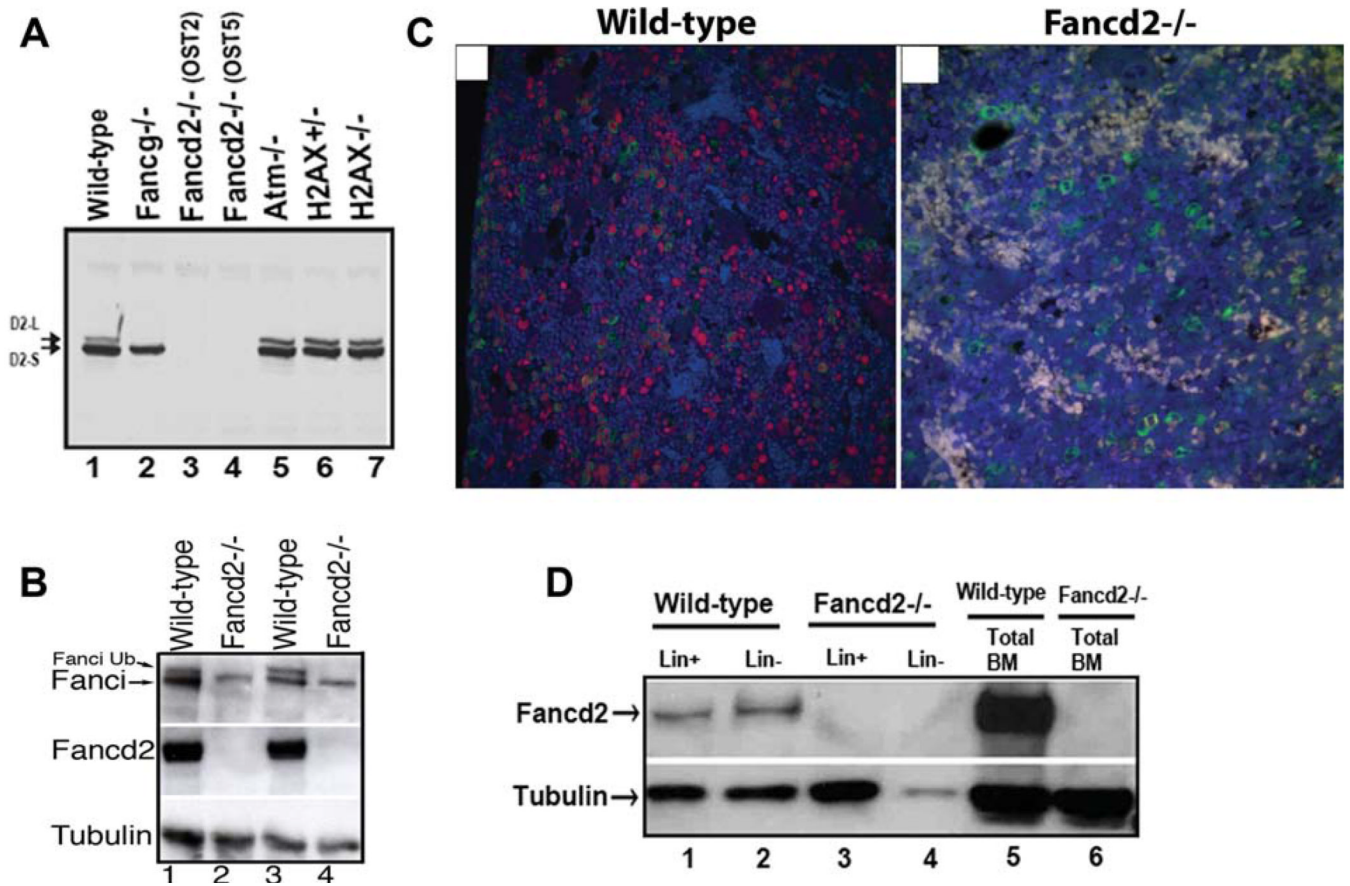 A
Wild-type
Fancg-/-
Fancd2-/- (OST2)
Fancd2-/- (OST5)
Atm-/-
H2AX+/-
H2AX-/-
D2-L
D2-S
1 2 3 4 5 6 7
C
Wild-type Fancd2-/-
B
Wild-type
Fancd2-/-
Wild-type
Fancd2-/-
Fanci Ub
Fanci
Fancd2
Tubulin
1 2 3 4
D
Wild-type Fancd2-/- Wild-type Fancd2-/-
Lin+ Lin- Lin+ Lin- Total BM Total BM
Fancd2
Tubulin
1 2 3 4 5 6